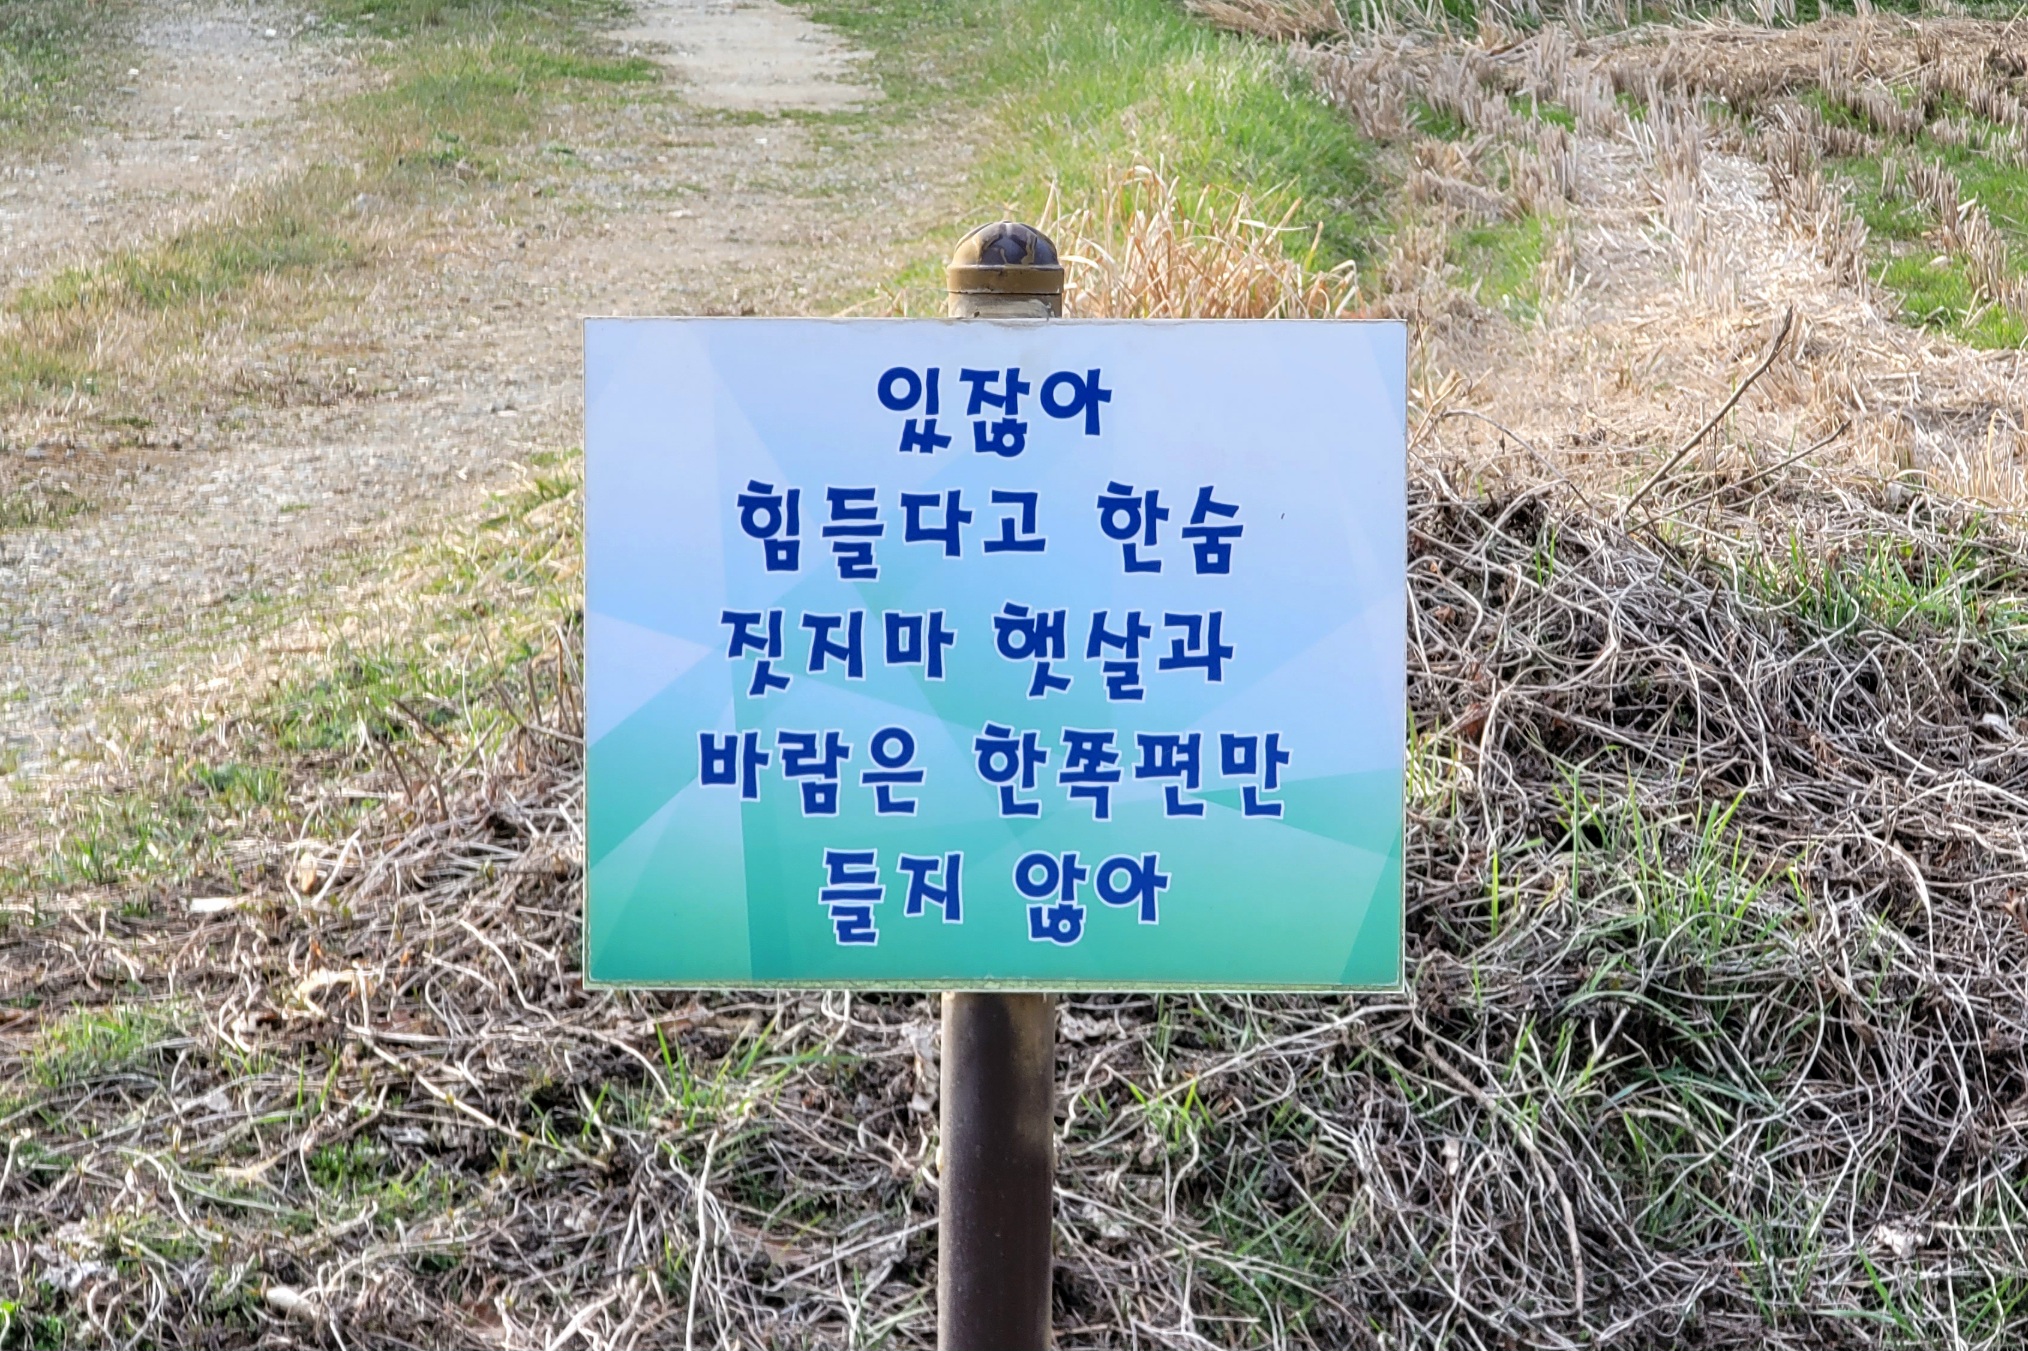 있잖아
힘들다고 한숨
짓지마 햇살과
바람은 한쪽편만
들지 않아